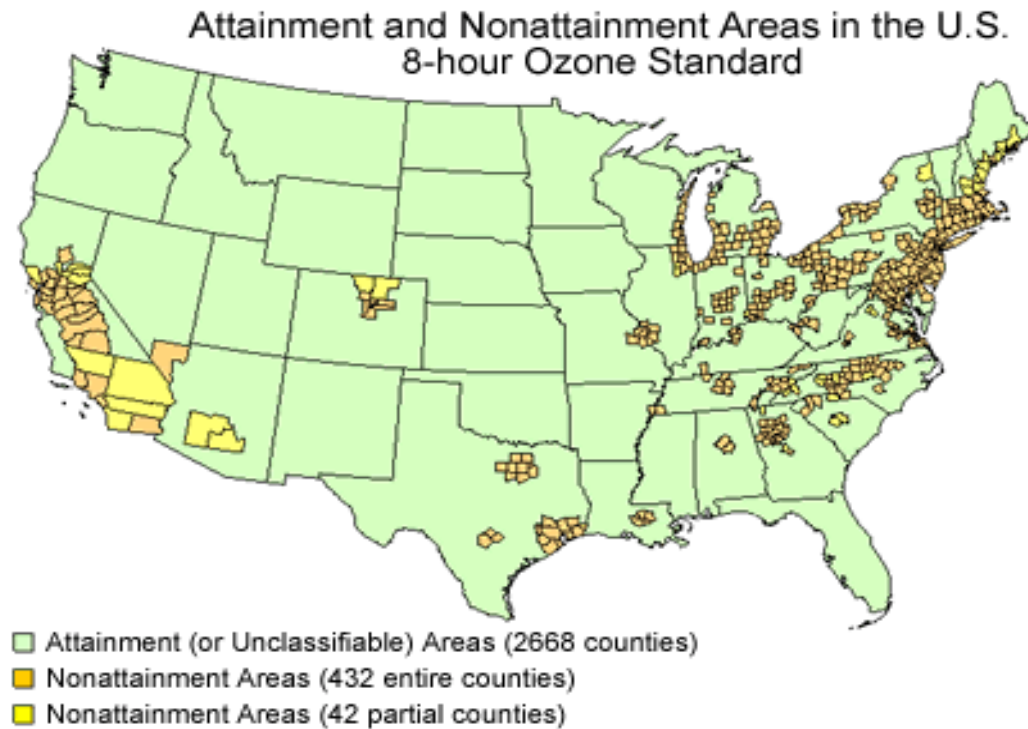 Attainment and Nonattainment Areas in the U.S.
8-hour Ozone Standard
Attainment (or Unclassifiable) Areas (2668 counties)
Nonattainment Areas (432 entire counties)
Nonattainment Areas (42 partial counties)